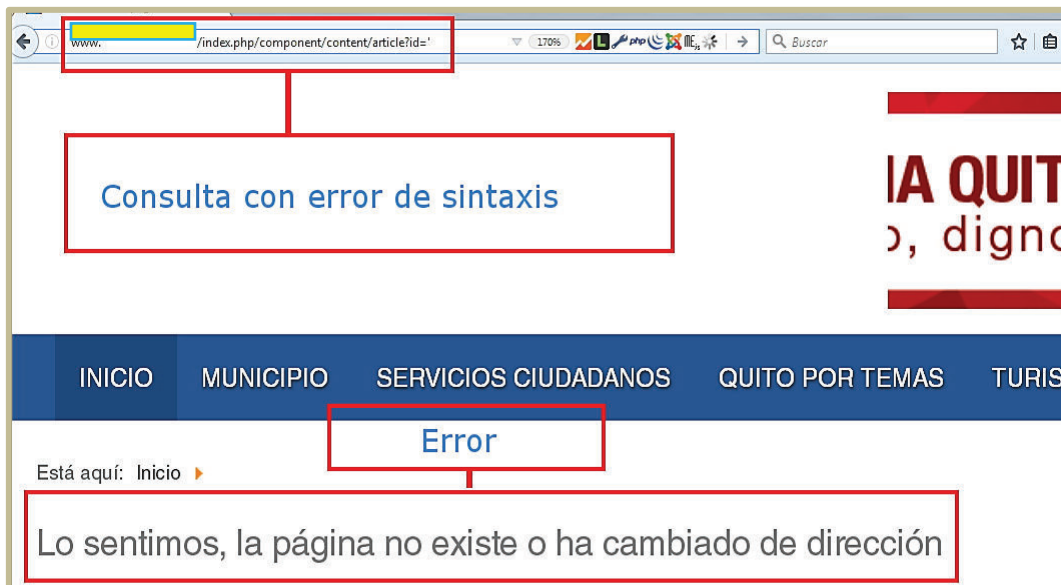 www. /index.php/component/content/article?id='
170%
php
Buscar
Consulta con error de sintaxis
IA QUIT
o, digno
INICIO MUNICIPIO SERVICIOS CIUDADANOS QUITO POR TEMAS TURIS
Error
Está aquí: Inicio
Lo sentimos, la página no existe o ha cambiado de dirección